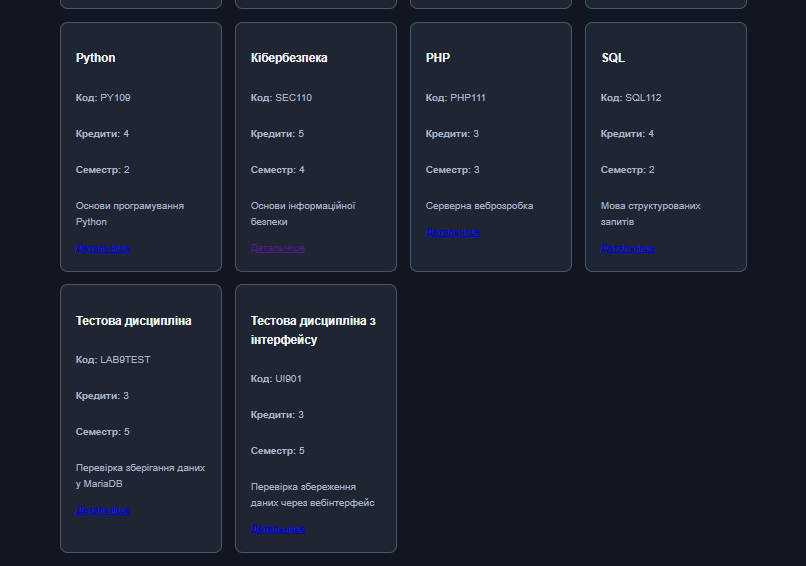 Python
Код: PY109
Кредити: 4
Семестр: 2
Основи програмування
Python
Детальніше
Кібербезпека
Код: SEC110
Кредити: 5
Семестр: 4
Основи інформаційної
безпеки
Детальніше
PHP
Код: PHP111
Кредити: 3
Семестр: 3
Серверна веброзробка
Детальніше
SQL
Код: SQL112
Кредити: 4
Семестр: 2
Мова структурованих
запитів
Детальніше
Тестова дисципліна
Код: LAB9TEST
Кредити: 3
Семестр: 5
Перевірка зберігання даних
у MariaDB
Детальніше
Тестова дисципліна з
інтерфейсу
Код: UI901
Кредити: 3
Семестр: 5
Перевірка збереження
даних через вебінтерфейс
Детальніше